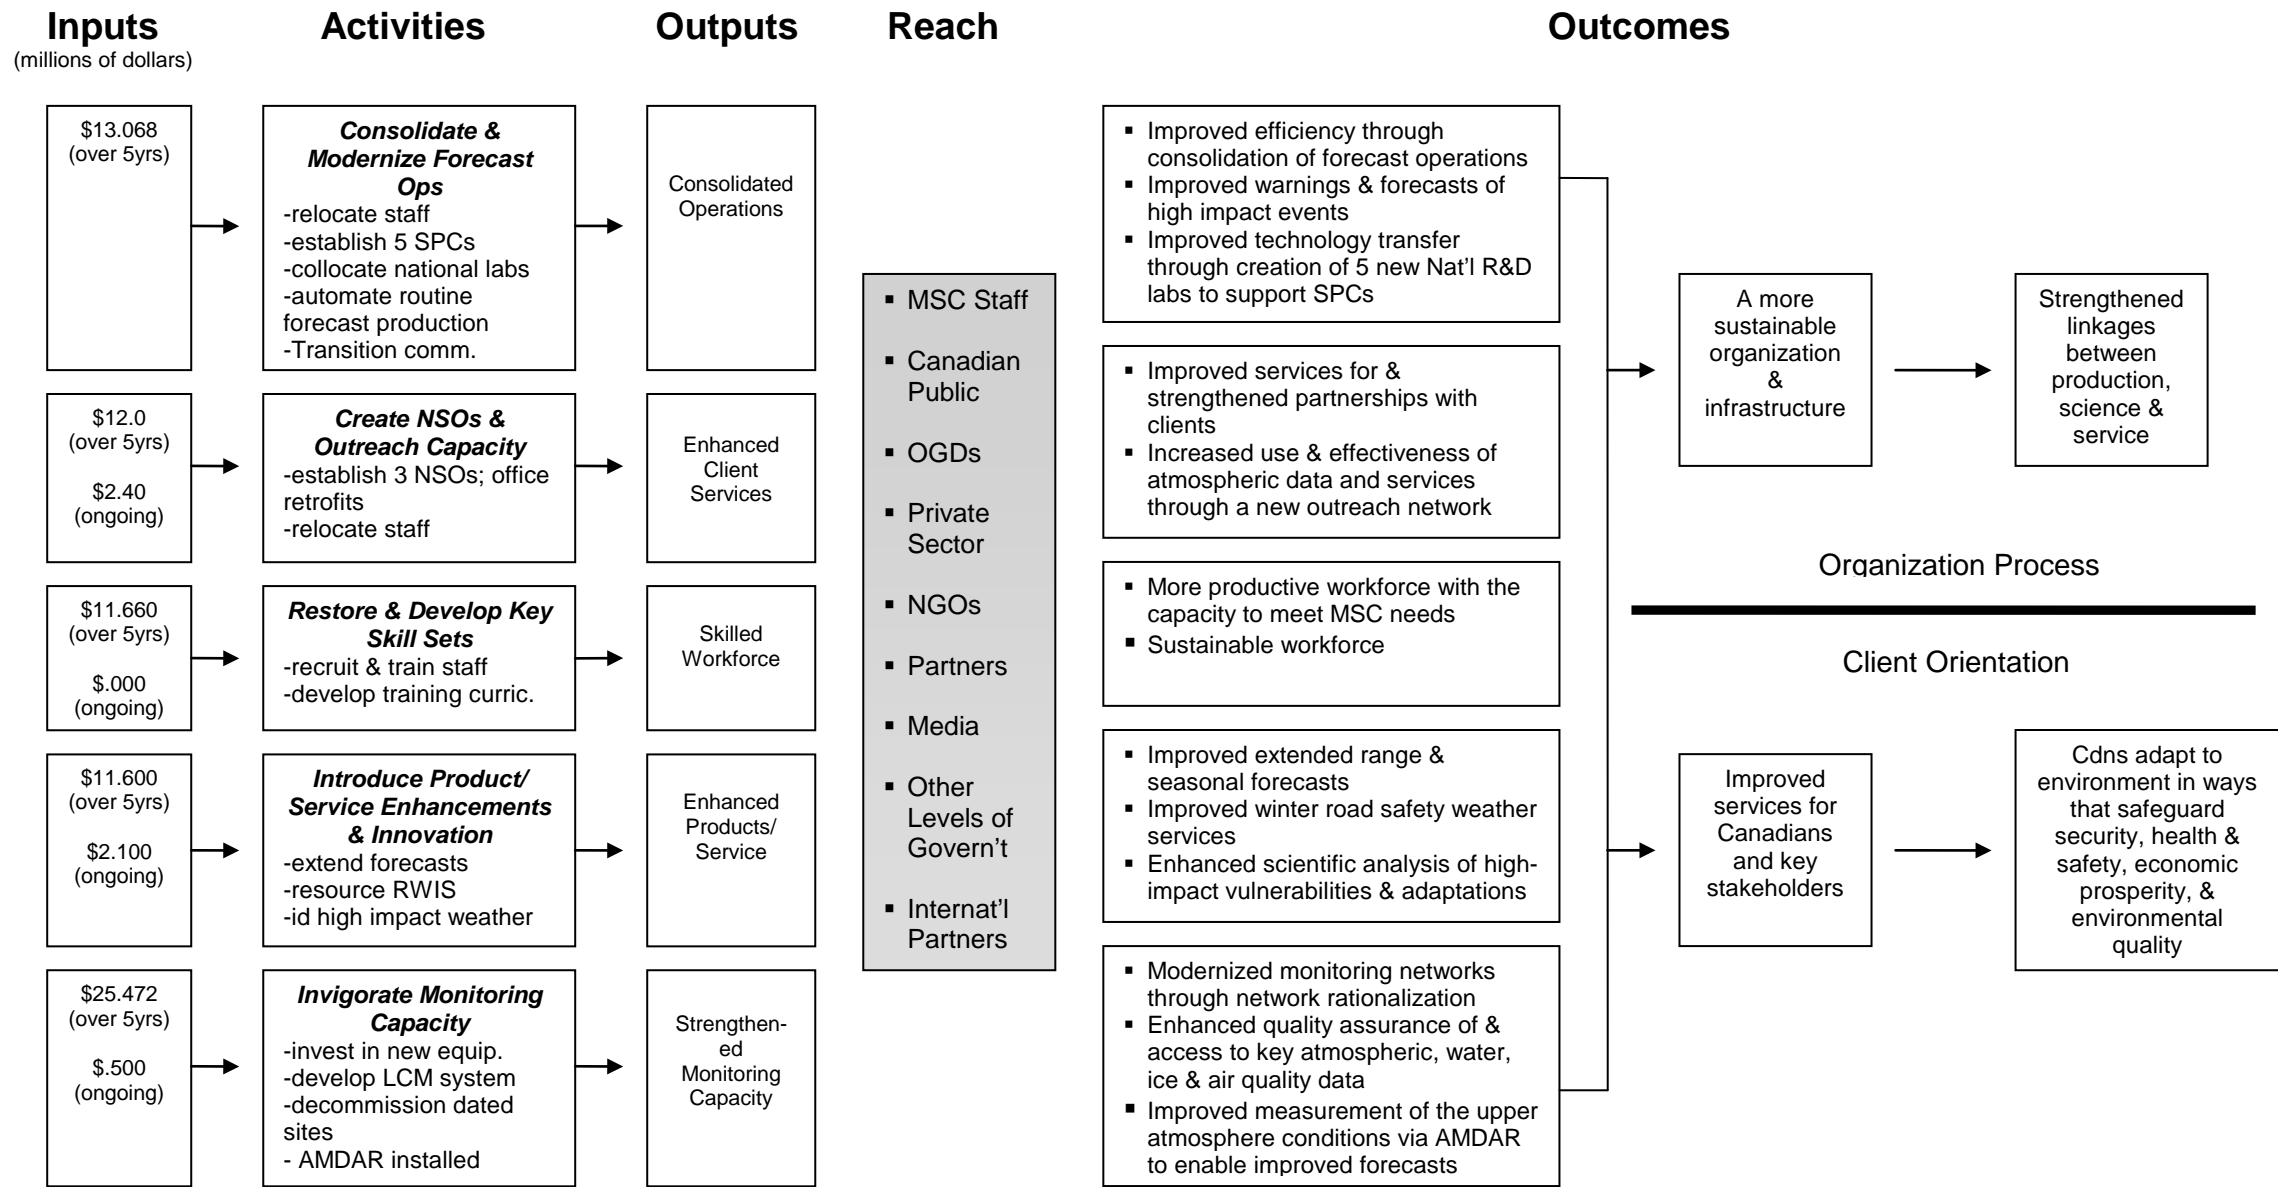 Inputs
(millions of dollars)
Activities
Outputs
Reach
Outcomes
$13.068
(over 5yrs)
Consolidate &
Modernize Forecast
Ops
-relocate staff
-establish 5 SPCs
-collocate national labs
-automate routine
forecast production
-Transition comm.
Consolidated
Operations
$12.0
(over 5yrs)
$2.40
(ongoing)
Create NSOs &
Outreach Capacity
-establish 3 NSOs; office
retrofits
-relocate staff
Enhanced
Client
Services
$11.660
(over 5yrs)
$.000
(ongoing)
Restore & Develop Key
Skill Sets
-recruit & train staff
-develop training curric.
Skilled
Workforce
$11.600
(over 5yrs)
$2.100
(ongoing)
Introduce Product/
Service Enhancements
& Innovation
-extend forecasts
-resource RWIS
-id high impact weather
Enhanced
Products/
Service
$25.472
(over 5yrs)
$.500
(ongoing)
Invigorate Monitoring
Capacity
-invest in new equip.
-develop LCM system
-decommission dated
sites
- AMDAR installed
Strengthen-
ed
Monitoring
Capacity
▪ MSC Staff
▪ Canadian
Public
▪ OGDs
▪ Private
Sector
▪ NGOs
▪ Partners
▪ Media
▪ Other
Levels of
Govern’t
▪ Internat’l
Partners
▪ Improved efficiency through
consolidation of forecast operations
▪ Improved warnings & forecasts of
high impact events
▪ Improved technology transfer
through creation of 5 new Nat’l R&D
labs to support SPCs
▪ Improved services for &
strengthened partnerships with
clients
▪ Increased use & effectiveness of
atmospheric data and services
through a new outreach network
▪ More productive workforce with the
capacity to meet MSC needs
▪ Sustainable workforce
▪ Improved extended range &
seasonal forecasts
▪ Improved winter road safety weather
services
▪ Enhanced scientific analysis of high-
impact vulnerabilities & adaptations
▪ Modernized monitoring networks
through network rationalization
▪ Enhanced quality assurance of &
access to key atmospheric, water,
ice & air quality data
▪ Improved measurement of the upper
atmosphere conditions via AMDAR
to enable improved forecasts
A more
sustainable
organization
&
infrastructure
Strengthened
linkages
between
production,
science &
service
Organization Process
Client Orientation
Improved
services for
Canadians
and key
stakeholders
Cdns adapt to
environment in ways
that safeguard
security, health &
safety, economic
prosperity, &
environmental
quality